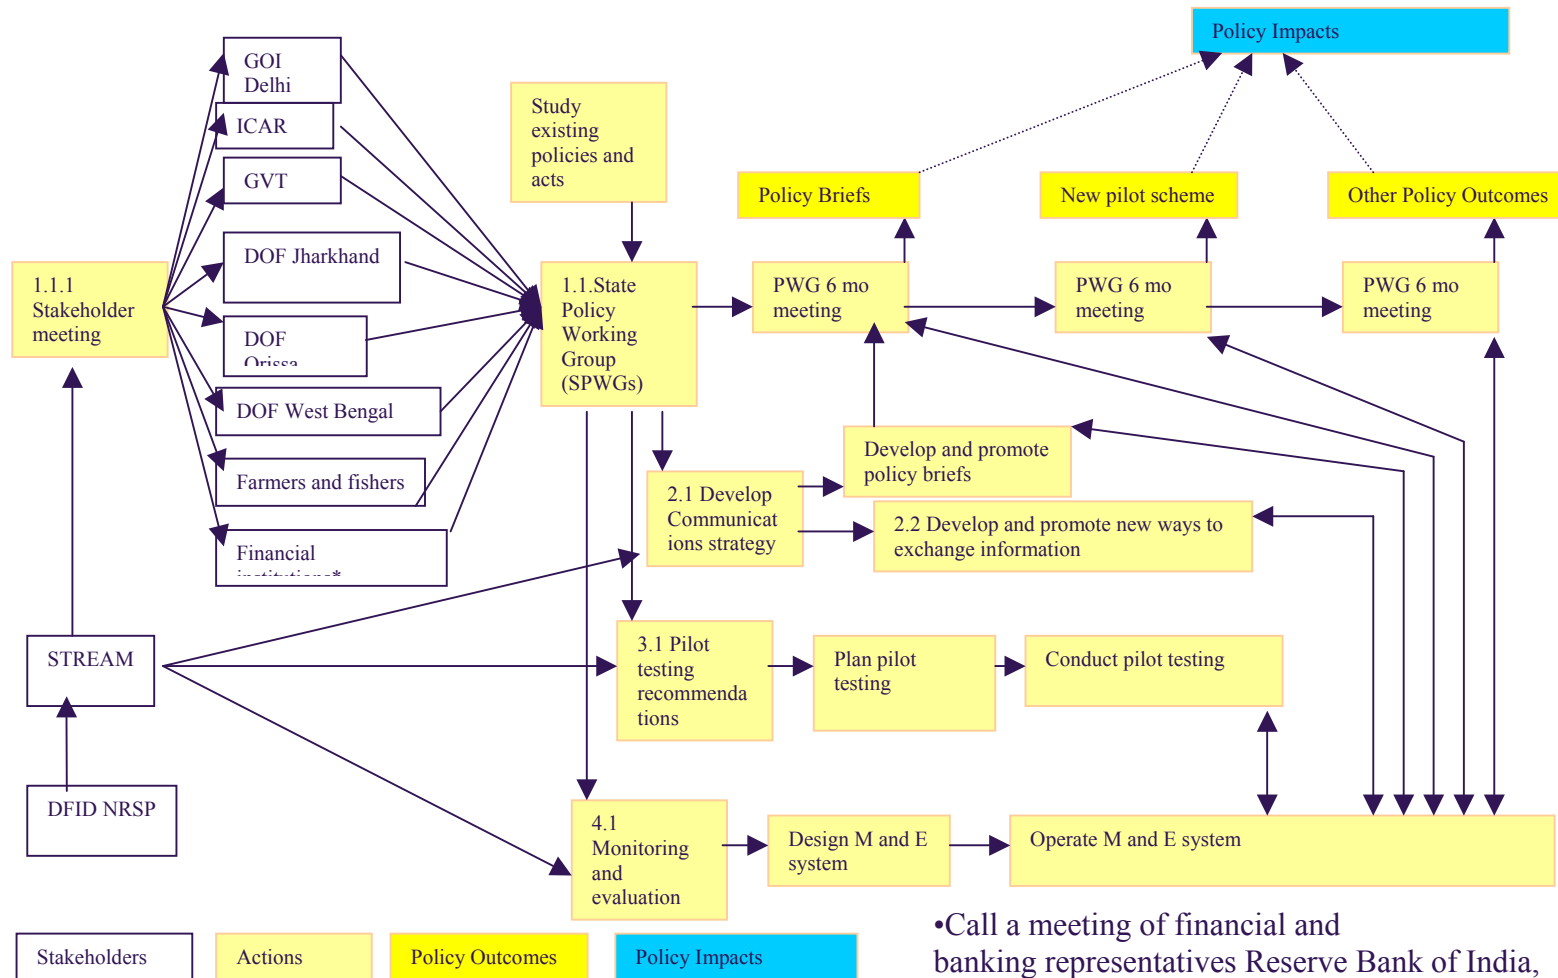 Policy Impacts
GOI
Delhi
ICAR
GVT
DOF Jharkhand
DOF
Orissa
DOF West Bengal
Farmers and fishers
Financial
institutions*
1.1.1
Stakeholder
meeting
STREAM
DFID NRSP
Study
existing
policies and
acts
1.1.State
Policy
Working
Group
(SPWGs)
Policy Briefs
New pilot scheme
Other Policy Outcomes
PWG 6 mo
meeting
PWG 6 mo
meeting
PWG 6 mo
meeting
Develop and promote
policy briefs
2.1 Develop
Communicat
ions strategy
2.2 Develop and promote new ways to
exchange information
3.1 Pilot
testing
recommenda
tions
Plan pilot
testing
Conduct pilot testing
4.1
Monitoring
and
evaluation
Design M and E
system
Operate M and E system
Stakeholders
Actions
Policy Outcomes
Policy Impacts
•Call a meeting of financial and
banking representatives Reserve Bank of India,